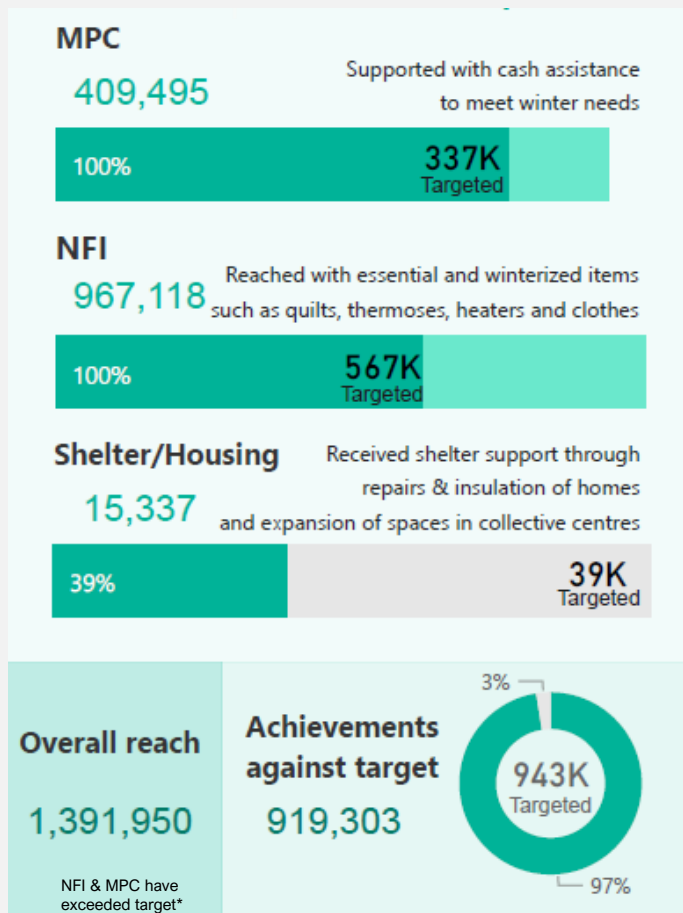 MPC
409,495
Supported with cash assistance
to meet winter needs
100%
337K
Targeted
NFI
967,118
Reached with essential and winterized items
such as quilts, thermoses, heaters and clothes
100%
567K
Targeted
Shelter/Housing
15,337
Received shelter support through
repairs & insulation of homes
and expansion of spaces in collective centres
39%
39K
Targeted
Overall reach
1,391,950
NFI & MPC have
exceeded target*
Achievements
against target
919,303
3%
943K
Targeted
97%